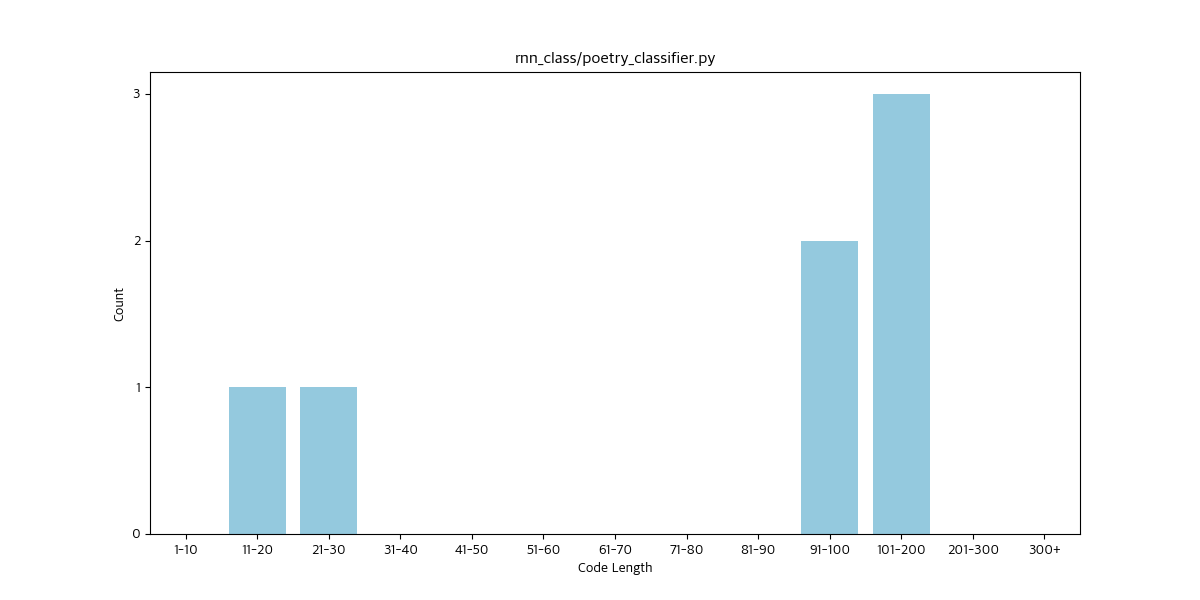 rnn_class/poetry_classifier.py
3
2
1
0
Count
1-10 11-20 21-30 31-40 41-50 51-60 61-70 71-80 81-90 91-100 101-200 201-300 300+
Code Length